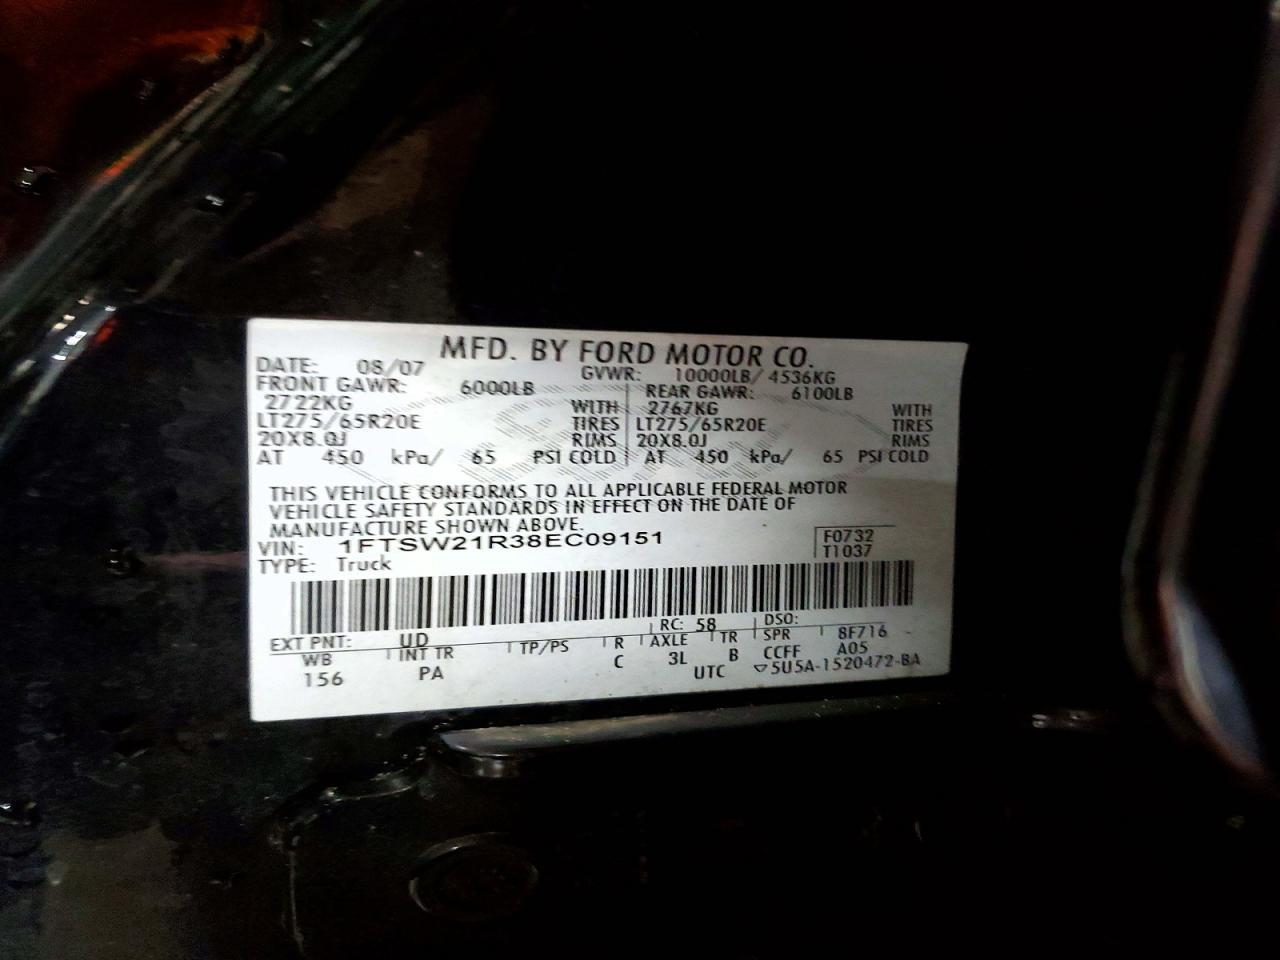 MFD. BY FORD MOTOR CO.
DATE: 08/07 GVWR: 10000LB/ 4536KG
FRONT GAWR: 6000LB REAR GAWR: 6100LB
2722KG WITH 2767KG WITH
LT275/65R20E TIRES LT275/65R20E TIRES
20X8.0J RIMS 20X8.0J RIMS
AT 450 kPa/ 65 PSI COLD AT 450 kPa/ 65 PSI COLD
THIS VEHICLE CONFORMS TO ALL APPLICABLE FEDERAL MOTOR
VEHICLE SAFETY STANDARDS IN EFFECT ON THE DATE OF
MANUFACTURE SHOWN ABOVE.
VIN: 1FTSW21R38EC09151 F0732
TYPE: Truck T1037
EXT PNT: UD RC: 58 DSO:
WB INT TR TP/PS R AXLE TR SPR 8F716
156 PA C 3L B CCFF A05
UTC ▽5U5A-1520472-BA